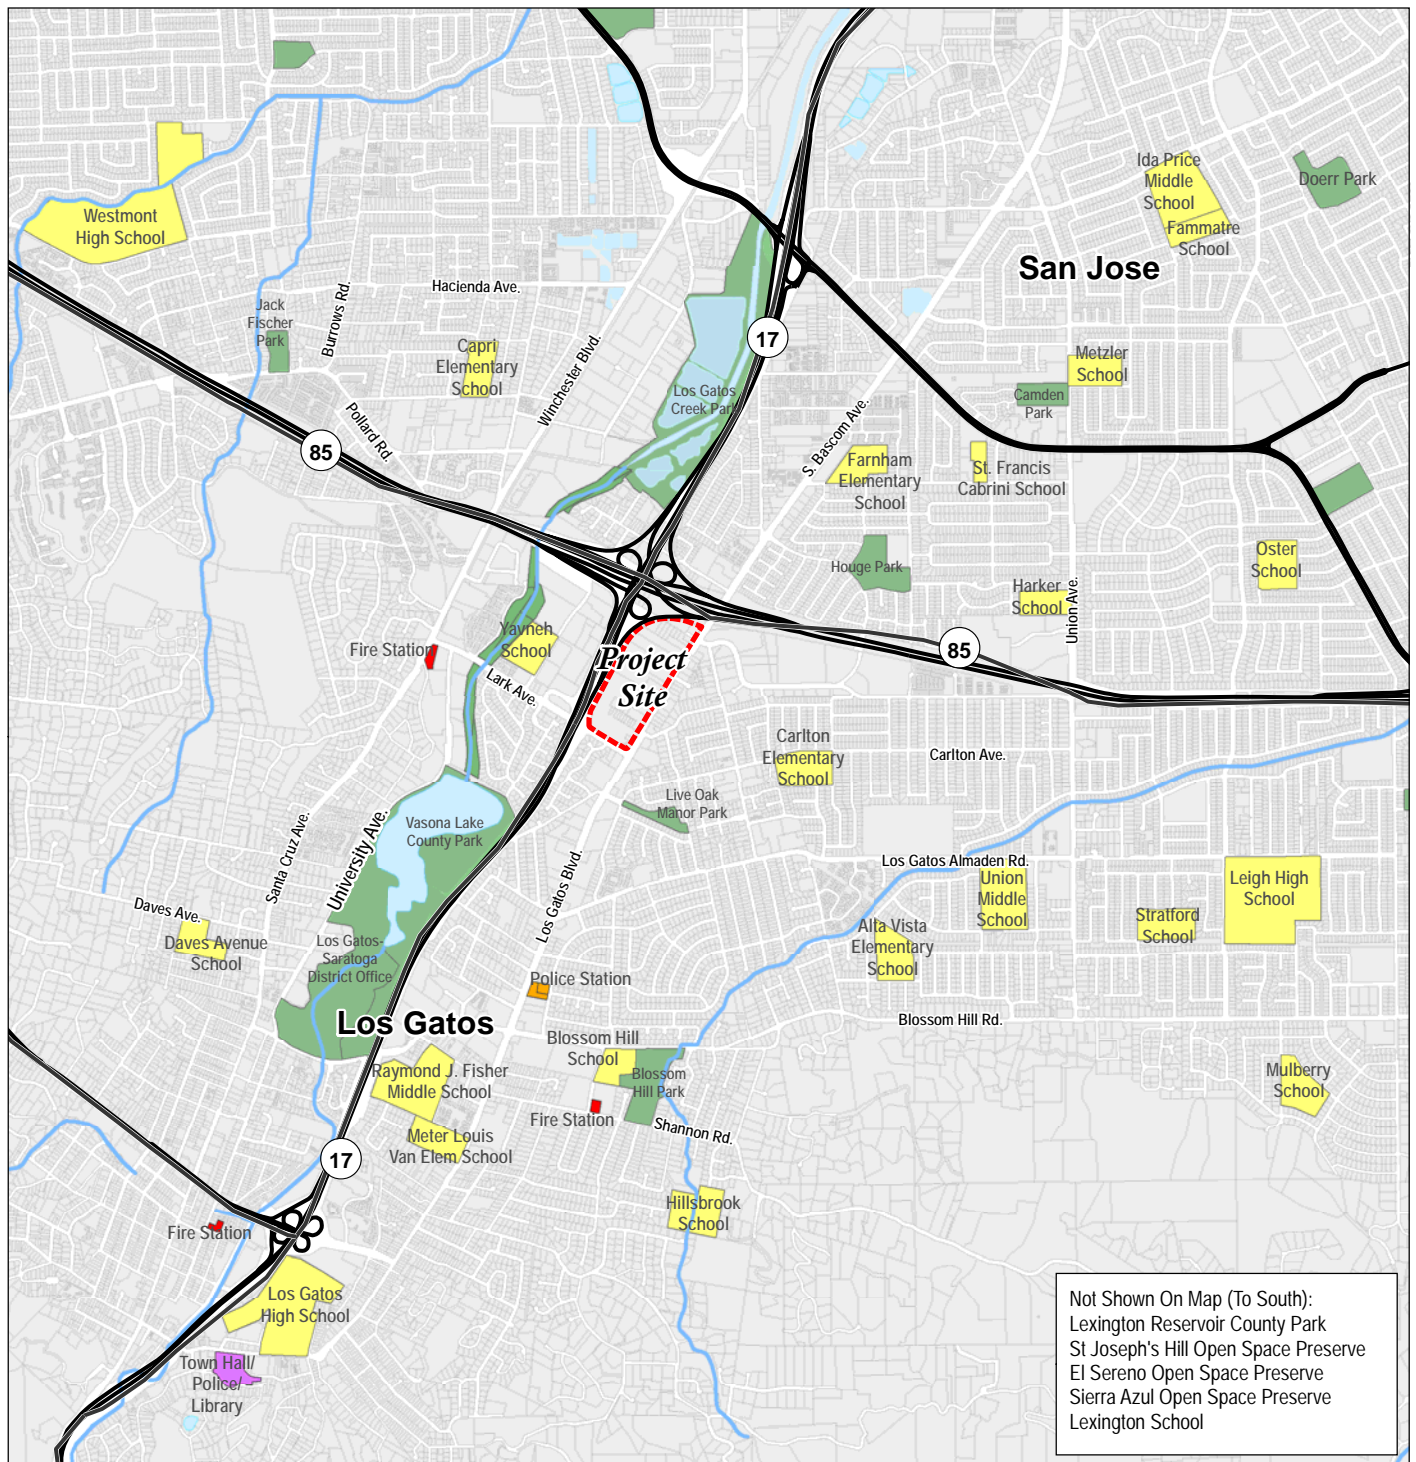 Ida Price
Middle
School
Doerr Park
Westmont
High School
Fammatre
School
San Jose
Hacienda Ave.
Jack
Fischer
Park
Burrows Rd.
17
Capri
Elementary
School
Winchester Blvd.
Metzler
School
Los Gatos
Creek Park
Camden
Park
Pollard Rd.
S. Bascom Ave.
85
Farnham
Elementary
School
St. Francis
Cabrini School
Houge Park
Oster
School
Harker
School
Union Ave.
Yavneh
School
Fire Station
85
Project
Site
Lark Ave.
Carlton
Elementary
School
Carlton Ave.
Live Oak
Manor Park
Vasona Lake
County Park
Santa Cruz Ave.
University Ave.
Los Gatos Almaden Rd.
Los Gatos Blvd.
Union
Middle
School
Leigh High
School
Daves Ave.
Daves Avenue
School
Los Gatos-
Saratoga
District Office
Stratford
School
Alta Vista
Elementary
School
Police Station
Los Gatos
Blossom Hill Rd.
Blossom Hill
School
Raymond J. Fisher
Middle School
Blossom
Hill Park
Mulberry
School
Fire Station
Shannon Rd.
Meter Louis
Van Elem School
17
Hillsbrook
School
Fire Station
Los Gatos
High School
Town Hall/
Police/
Library
Not Shown On Map (To South):
Lexington Reservoir County Park
St Joseph's Hill Open Space Preserve
El Sereno Open Space Preserve
Sierra Azul Open Space Preserve
Lexington School